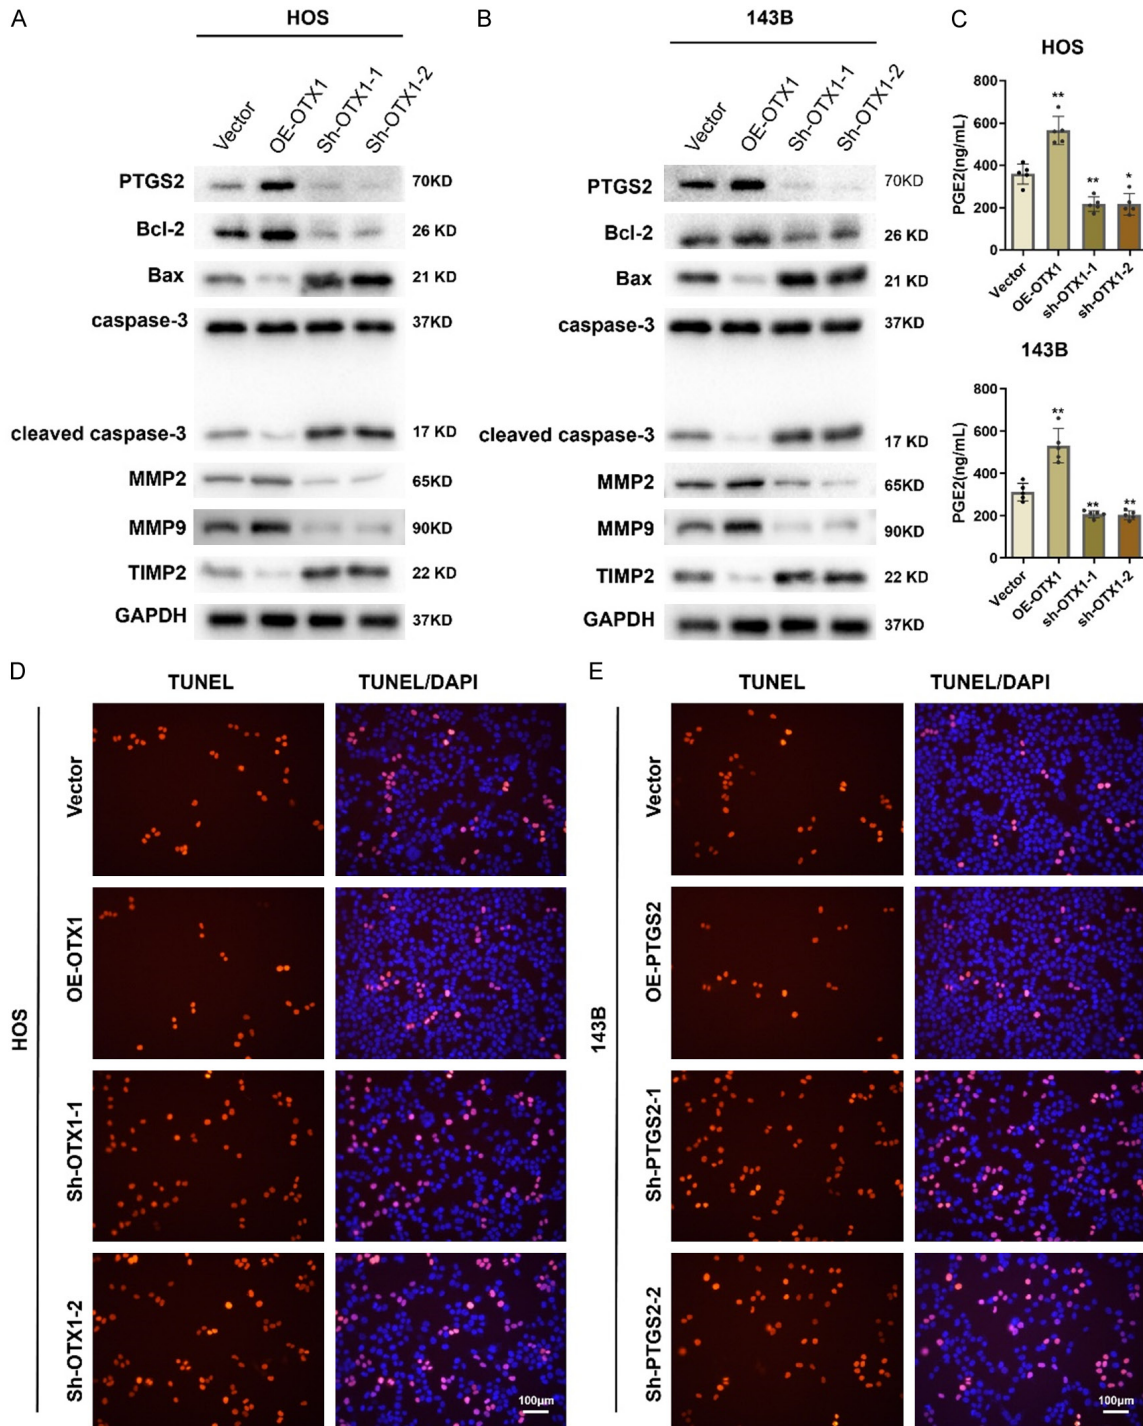 A
HOS
Vector
OE-OTX1
Sh-OTX1-1
Sh-OTX1-2
PTGS2
70KD
Bcl-2
26 KD
Bax
21 KD
caspase-3
37KD
cleaved caspase-3
17 KD
MMP2
65KD
MMP9
90KD
TIMP2
22 KD
GAPDH
37KD
B
143B
Vector
OE-OTX1
Sh-OTX1-1
Sh-OTX1-2
PTGS2
70KD
Bcl-2
26 KD
Bax
21 KD
caspase-3
37KD
cleaved caspase-3
17 KD
MMP2
65KD
MMP9
90KD
TIMP2
22 KD
GAPDH
37KD
C
HOS
PGE2(ng/mL)
800
600
400
200
0
**
**
*
Vector
OE-OTX1
sh-OTX1-1
sh-OTX1-2
143B
PGE2(ng/mL)
800
600
400
200
0
**
**
**
Vector
OE-OTX1
sh-OTX1-1
sh-OTX1-2
D
TUNEL
TUNEL/DAPI
HOS
Vector
OE-OTX1
Sh-OTX1-1
Sh-OTX1-2
100μm
E
TUNEL
TUNEL/DAPI
143B
Vector
OE-PTGS2
Sh-PTGS2-1
Sh-PTGS2-2
100μm